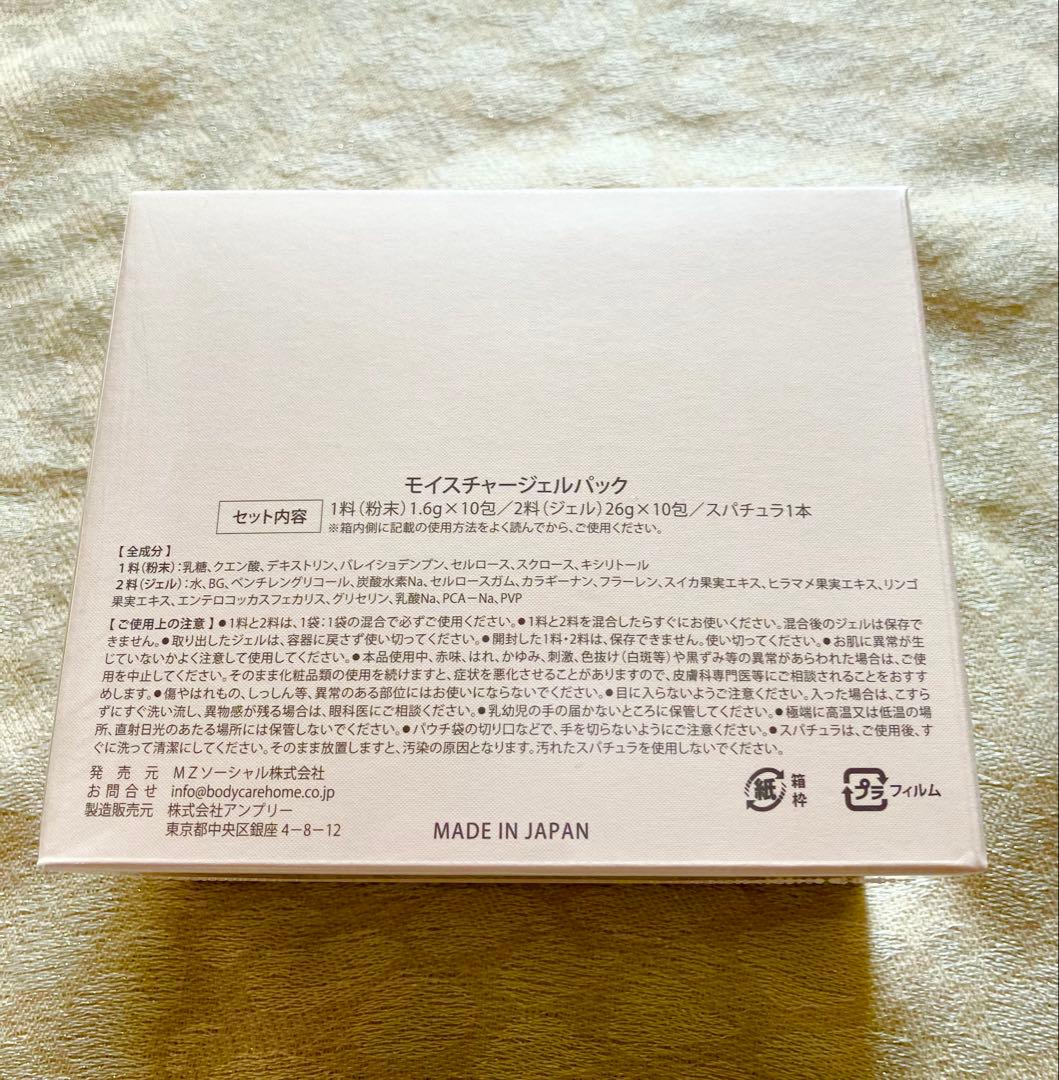 モイスチャージェルパック
セット内容 1料(粉末)1.6g×10包/2料(ジェル)26g×10包/スパチュラ1本
※箱内側に記載の使用方法をよく読んでから、ご使用ください。
【全成分】
1料(粉末):乳糖、クエン酸、デキストリン、バレイショデンプン、セルロース、スクロース、キシリトール
2料(ジェル):水、BG、ペンチレングリコール、炭酸水素Na、セルロースガム、カラギーナン、フラーレン、スイカ果実エキス、ヒラマメ果実エキス、リンゴ
果実エキス、エンテロコッカスフェカリス、グリセリン、乳酸Na、PCA－Na、PVP
【ご使用上の注意】●1料と2料は、1袋:1袋の混合で必ずご使用ください。●1料と2料を混合したらすぐにお使いください。混合後のジェルは保存で
きません。●取り出したジェルは、容器に戻さず使い切ってください。●開封した1料・2料は、保存できません。使い切ってください。●お肌に異常が生
じていないかよく注意して使用してください。●本品使用中、赤味、はれ、かゆみ、刺激、色抜け(白斑等)や黒ずみ等の異常があらわれた場合は、ご使
用を中止してください。そのまま化粧品類の使用を続けますと、症状を悪化させることがありますので、皮膚科専門医等にご相談されることをおすす
めします。●傷やはれもの、しっしん等、異常のある部位にはお使いにならないでください。●目に入らないようご注意ください。入った場合は、こすら
ずにすぐ洗い流し、異物感が残る場合は、眼科医にご相談ください。●乳幼児の手の届かないところに保管してください。●極端に高温又は低温の場
所、直射日光のあたる場所には保管しないでください。●パウチ袋の切り口などで、手を切らないようにご注意ください。●スパチュラは、ご使用後、す
ぐに洗って清潔にしてください。そのまま放置しますと、汚染の原因となります。汚れたスパチュラを使用しないでください。
発売元 MZソーシャル株式会社
お問合せ info@bodycarehome.co.jp
製造販売元 株式会社アンプリー
東京都中央区銀座4－8－12
MADE IN JAPAN
紙 箱 枠
プラ フィルム